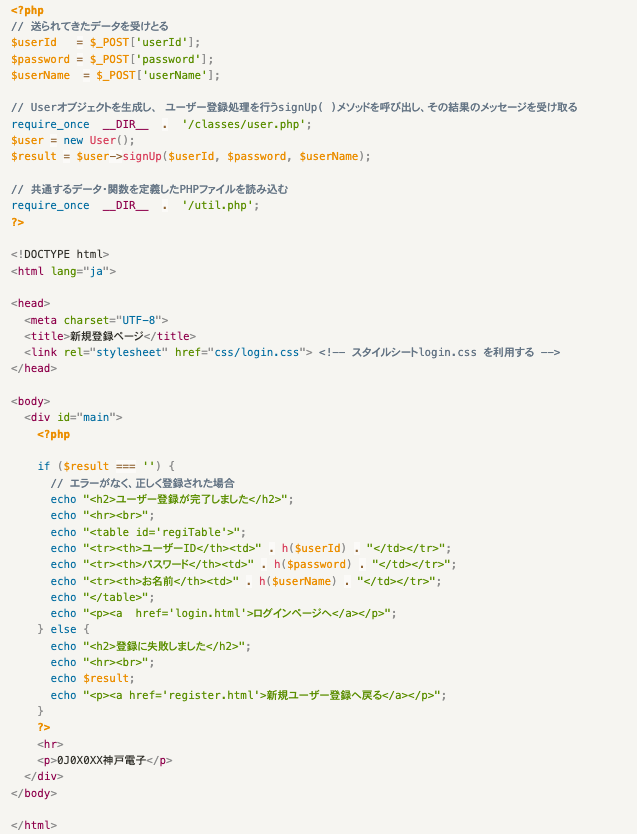 <?php
// 送られてきたデータを受けとる
$userId   = $_POST['userId'];
$password = $_POST['password'];
$userName  = $_POST['userName'];

// Userオブジェクトを生成し、 ユーザー登録処理を行うsignUp( )メソッドを呼び出し、その結果のメッセージを受け取る
require_once  __DIR__  .  '/classes/user.php';
$user = new User();
$result = $user->signUp($userId, $password, $userName);

// 共通するデータ・関数を定義したPHPファイルを読み込む
require_once  __DIR__  .  '/util.php';
?>

<!DOCTYPE html>
<html lang="ja">

<head>
  <meta charset="UTF-8">
  <title>新規登録ページ</title>
  <link rel="stylesheet" href="css/login.css"> <!-- スタイルシートlogin.css を利用する -->
</head>

<body>
  <div id="main">
    <?php

    if ($result === '') {
      // エラーがなく、正しく登録された場合
      echo "<h2>ユーザー登録が完了しました</h2>";
      echo "<hr><br>";
      echo "<table id='regiTable'>";
      echo "<tr><th>ユーザーID</th><td>" . h($userId) . "</td></tr>";
      echo "<tr><th>パスワード</th><td>" . h($password) . "</td></tr>";
      echo "<tr><th>お名前</th><td>" . h($userName) . "</td></tr>";
      echo "</table>";
      echo "<p><a  href='login.html'>ログインページへ</a></p>";
    } else {
      echo "<h2>登録に失敗しました</h2>";
      echo "<hr><br>";
      echo $result;
      echo "<p><a href='register.html'>新規ユーザー登録へ戻る</a></p>";
    }
    ?>
    <hr>
    <p>0J0X0XX神戸電子</p>
  </div>
</body>

</html>